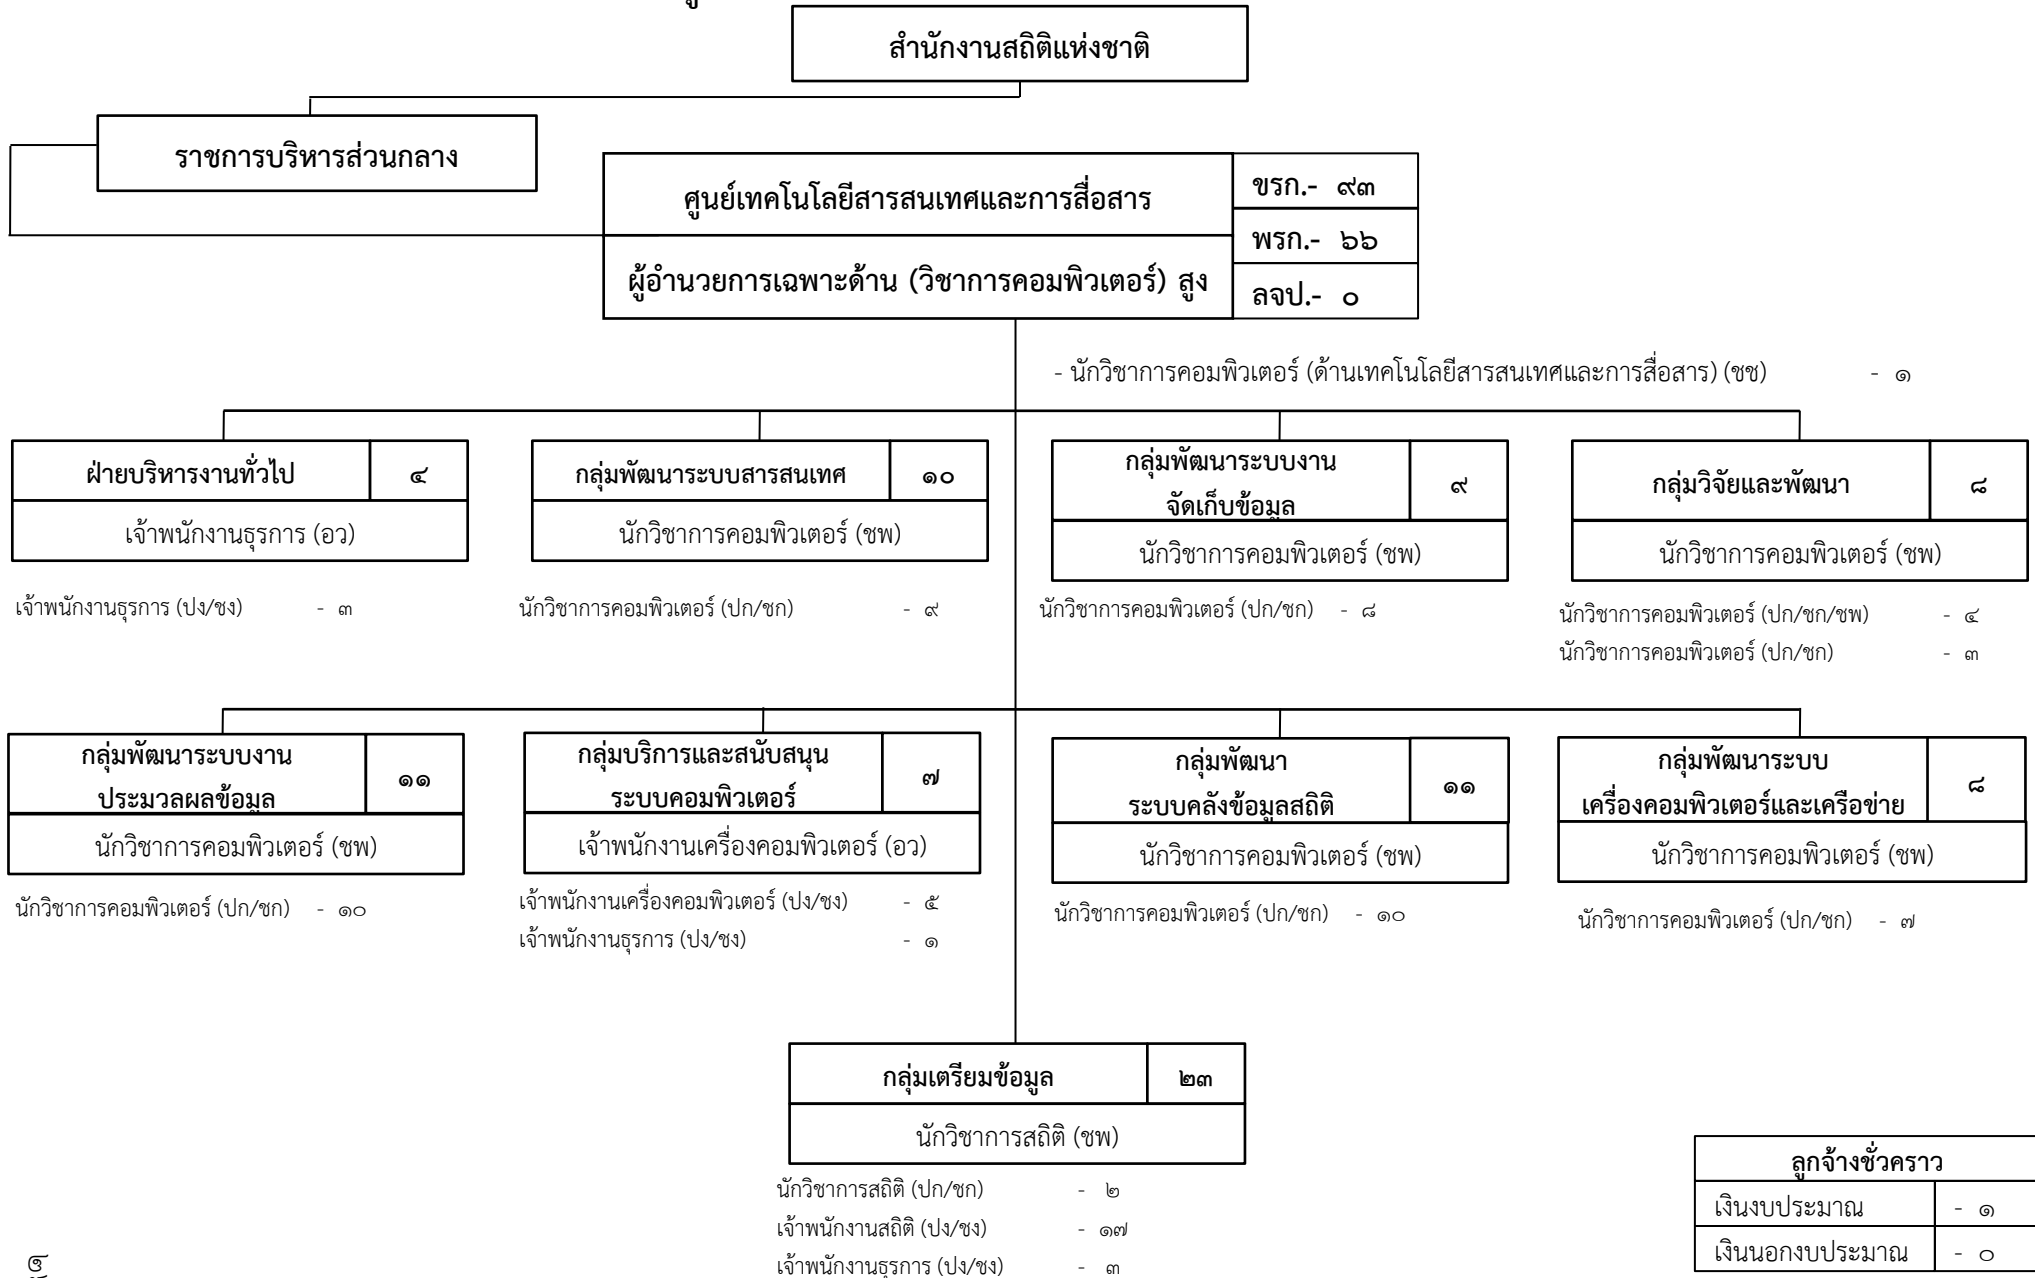 สำนักงานสถิติแห่งชาติ
ราชการบริหารส่วนกลาง
ศูนย์เทคโนโลยีสารสนเทศและการสื่อสาร
ขรก.- ๙๓
พรก.- ๖๖
ผู้อำนวยการเฉพาะด้าน (วิชาการคอมพิวเตอร์) สูง
ลจป.- ๐
- นักวิชาการคอมพิวเตอร์ (ด้านเทคโนโลยีสารสนเทศและการสื่อสาร) (ชช) - ๑
ฝ่ายบริหารงานทั่วไป ๔
เจ้าพนักงานธุรการ (อว)
เจ้าพนักงานธุรการ (ปง/ชง) - ๓
กลุ่มพัฒนาระบบสารสนเทศ ๑๐
นักวิชาการคอมพิวเตอร์ (ชพ)
นักวิชาการคอมพิวเตอร์ (ปก/ชก) - ๙
กลุ่มพัฒนาระบบงาน
จัดเก็บข้อมูล ๙
นักวิชาการคอมพิวเตอร์ (ชพ)
นักวิชาการคอมพิวเตอร์ (ปก/ชก) - ๘
กลุ่มวิจัยและพัฒนา ๘
นักวิชาการคอมพิวเตอร์ (ชพ)
นักวิชาการคอมพิวเตอร์ (ปก/ชก/ชพ) - ๔
นักวิชาการคอมพิวเตอร์ (ปก/ชก) - ๓
กลุ่มพัฒนาระบบงาน
ประมวลผลข้อมูล ๑๑
นักวิชาการคอมพิวเตอร์ (ชพ)
นักวิชาการคอมพิวเตอร์ (ปก/ชก) - ๑๐
กลุ่มบริการและสนับสนุน
ระบบคอมพิวเตอร์ ๗
เจ้าพนักงานเครื่องคอมพิวเตอร์ (อว)
เจ้าพนักงานเครื่องคอมพิวเตอร์ (ปง/ชง) - ๕
เจ้าพนักงานธุรการ (ปง/ชง) - ๑
กลุ่มพัฒนา
ระบบคลังข้อมูลสถิติ ๑๑
นักวิชาการคอมพิวเตอร์ (ชพ)
นักวิชาการคอมพิวเตอร์ (ปก/ชก) - ๑๐
กลุ่มพัฒนาระบบ
เครื่องคอมพิวเตอร์และเครือข่าย ๘
นักวิชาการคอมพิวเตอร์ (ชพ)
นักวิชาการคอมพิวเตอร์ (ปก/ชก) - ๗
กลุ่มเตรียมข้อมูล ๒๓
นักวิชาการสถิติ (ชพ)
นักวิชาการสถิติ (ปก/ชก) - ๒
เจ้าพนักงานสถิติ (ปง/ชง) - ๑๗
เจ้าพนักงานธุรการ (ปง/ชง) - ๓
ลูกจ้างชั่วคราว
เงินงบประมาณ - ๑
เงินนอกงบประมาณ - ๐